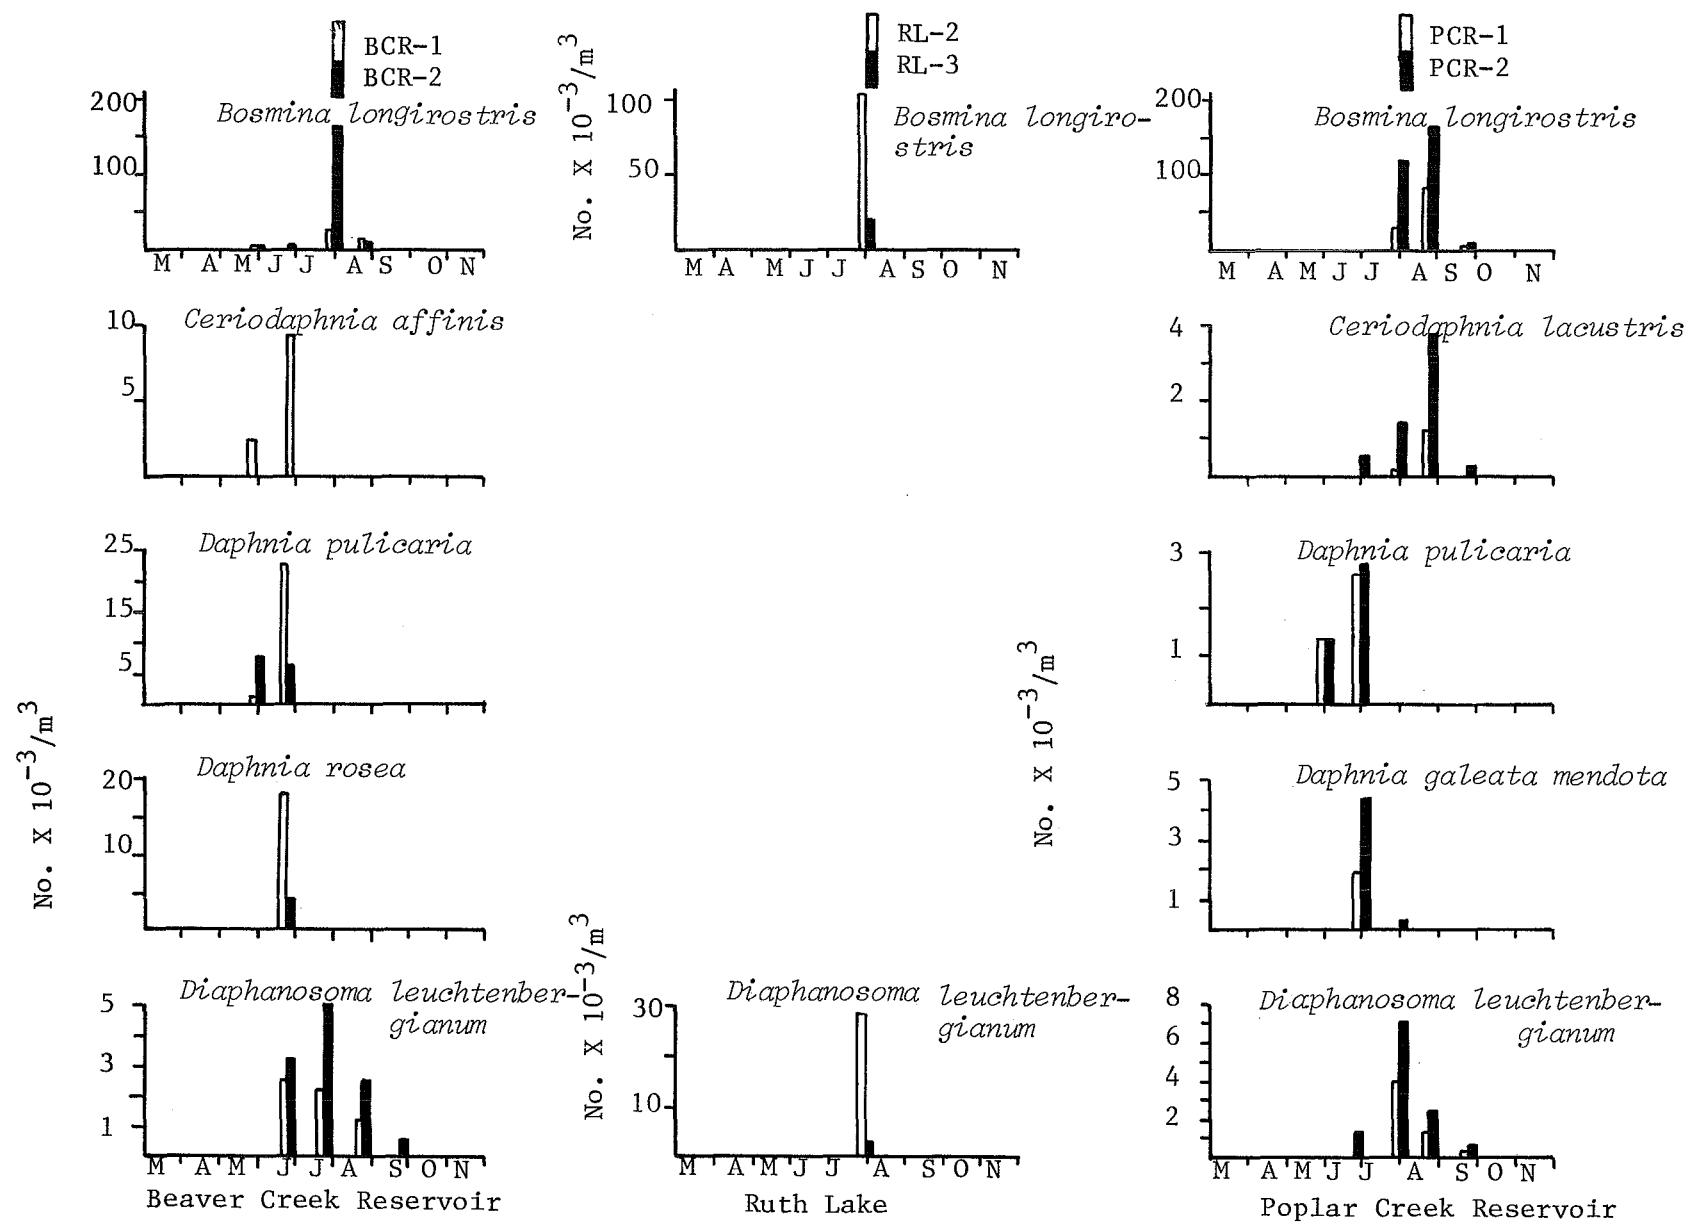 BCR-1
BCR-2
RL-2
RL-3
PCR-1
PCR-2
Bosmina longirostris
200
100
M A M J J A S O N
No. X 10⁻³/m³
Bosmina longiro-
stris
100
50
M A M J J A S O N
Bosmina longirostris
200
100
M A M J J A S O N
Ceriodaphnia affinis
10
5
Ceriodaphnia lacustris
4
2
Daphnia pulicaria
25
15
5
Daphnia pulicaria
3
1
No. X 10⁻³/m³
No. X 10⁻³/m³
Daphnia rosea
20
10
Daphnia galeata mendota
5
3
1
Diaphanosoma leuchtenber-
gianum
5
3
1
M A M J J A S O N
Beaver Creek Reservoir
No. X 10⁻³/m³
Diaphanosoma leuchtenber-
gianum
30
10
M A M J J A S O N
Ruth Lake
Diaphanosoma leuchtenber-
gianum
8
6
4
2
M A M J J A S O N
Poplar Creek Reservoir